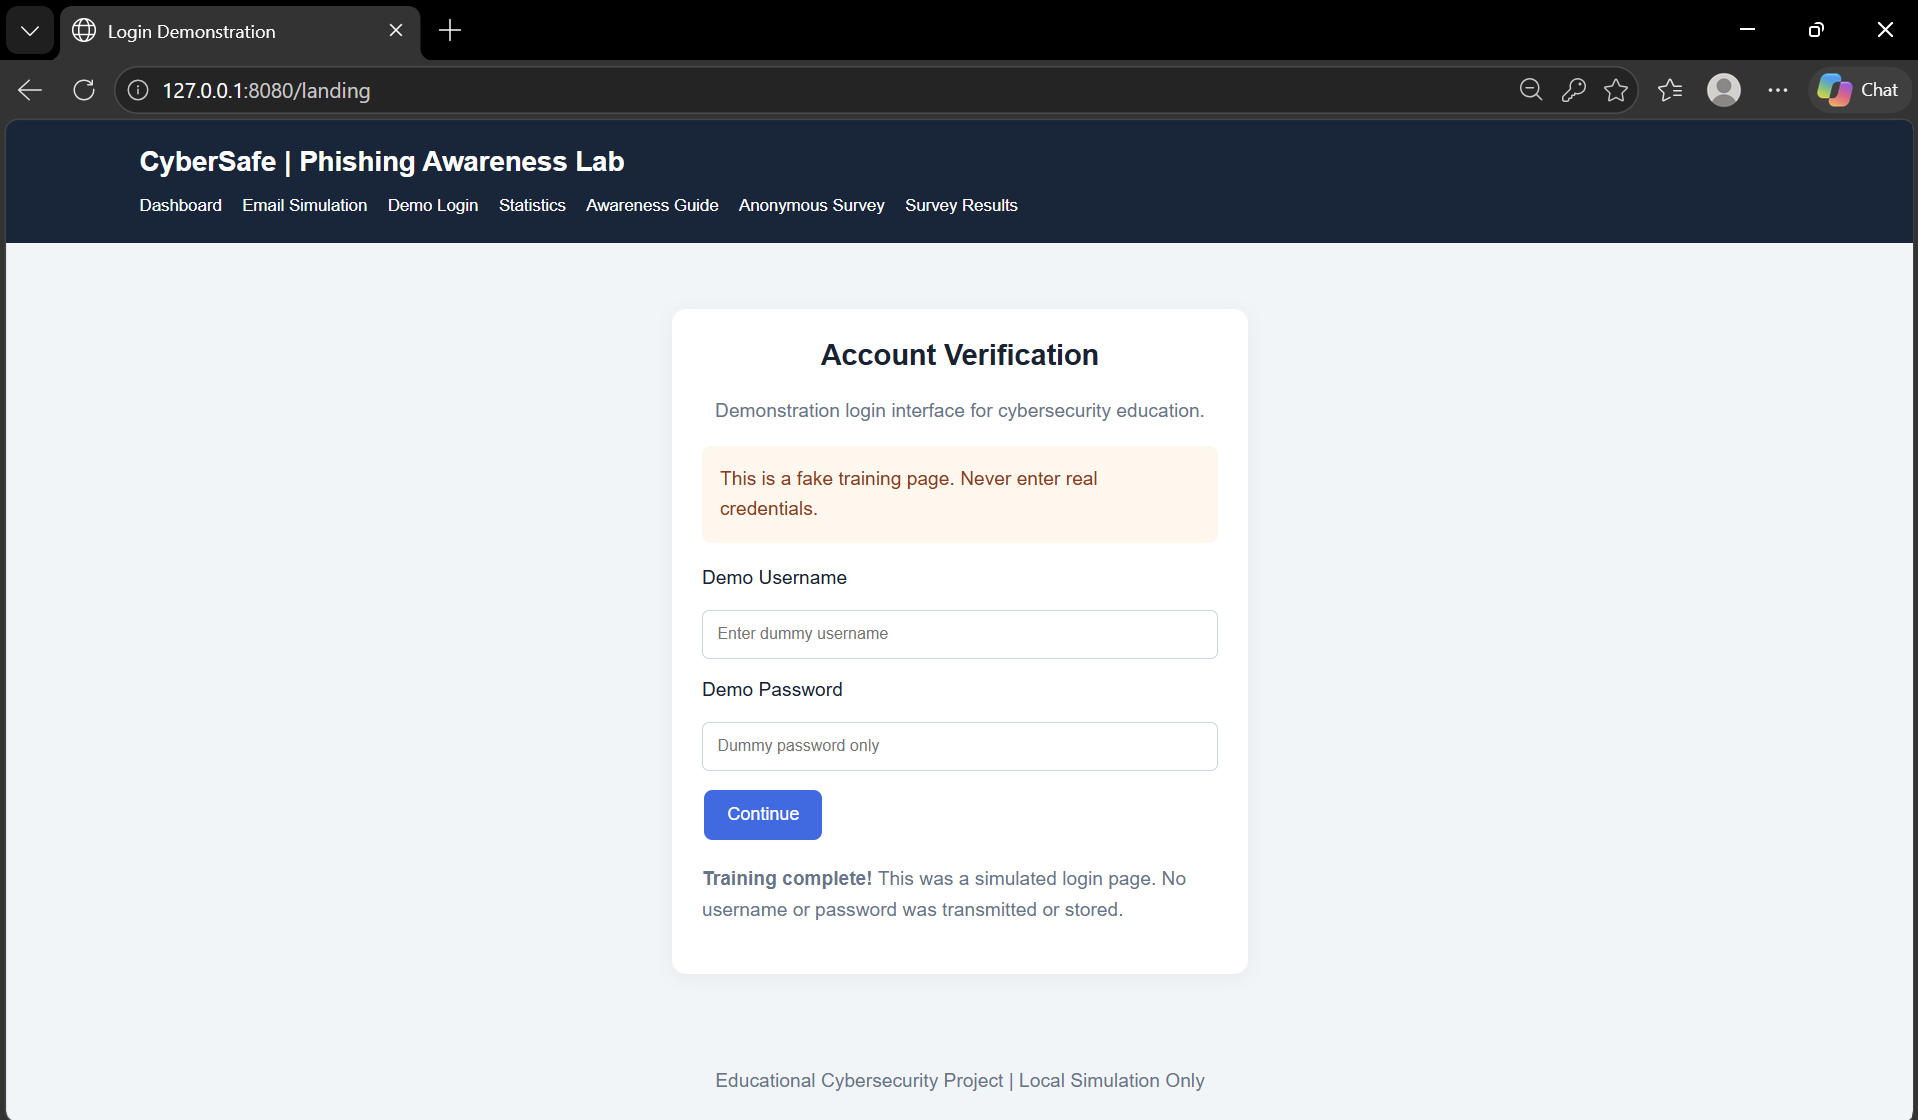 Login Demonstration
127.0.0.1:8080/landing
Chat
CyberSafe | Phishing Awareness Lab
Dashboard Email Simulation Demo Login Statistics Awareness Guide Anonymous Survey Survey Results
Account Verification
Demonstration login interface for cybersecurity education.
This is a fake training page. Never enter real
credentials.
Demo Username
Enter dummy username
Demo Password
Dummy password only
Continue
Training complete! This was a simulated login page. No
username or password was transmitted or stored.
Educational Cybersecurity Project | Local Simulation Only